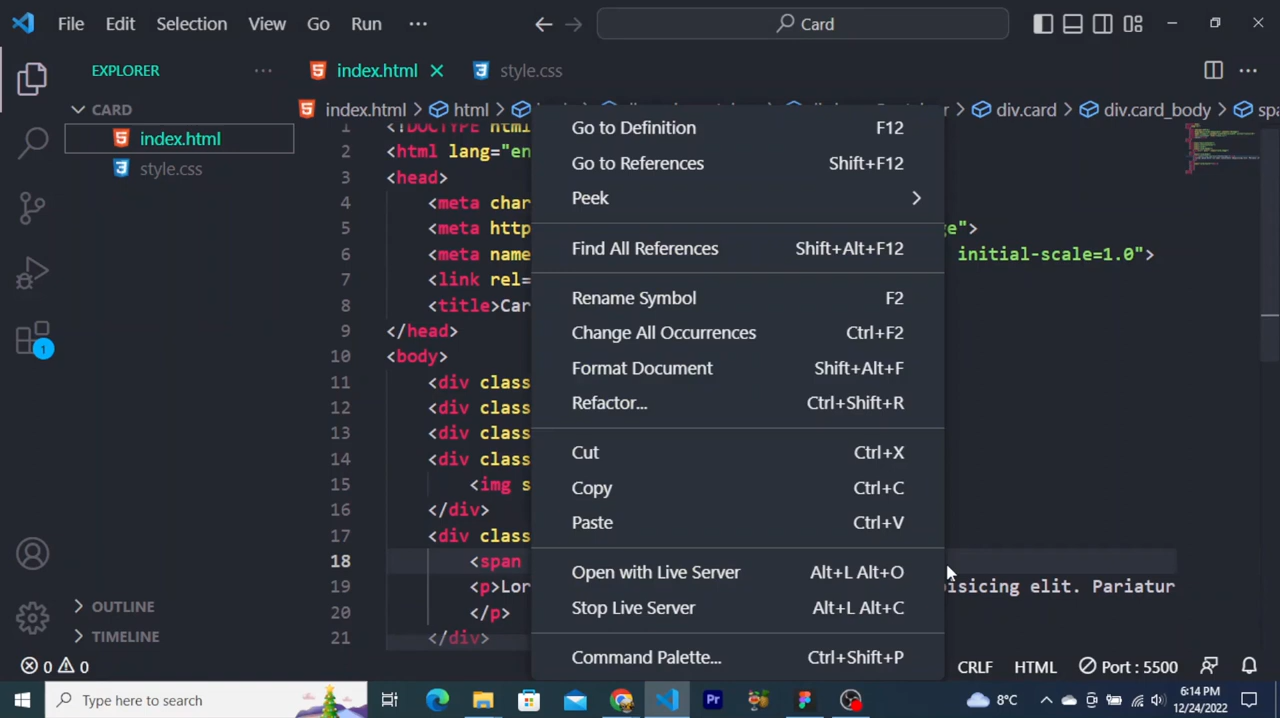 File Edit Selection View Go Run ··· Card
EXPLORER ··· index.html style.css
CARD
index.html
style.css
OUTLINE
TIMELINE
index.html > html > div.card > div.card_body >
1 <!DOCTYPE htm
2 <html lang="en
3 <head>
4 <meta char
5 <meta http e">
6 <meta name initial-scale=1.0">
7 <link rel=
8 <title>Car
9 </head>
10 <body>
11 <div class
12 <div class
13 <div class
14 <div class
15 <img s
16 </div>
17 <div class
18 <span
19 <p>Lor isicing elit. Pariatur
20 </p>
21 </div>
Go to Definition F12
Go to References Shift+F12
Peek
Find All References Shift+Alt+F12
Rename Symbol F2
Change All Occurrences Ctrl+F2
Format Document Shift+Alt+F
Refactor... Ctrl+Shift+R
Cut Ctrl+X
Copy Ctrl+C
Paste Ctrl+V
Open with Live Server Alt+L Alt+O
Stop Live Server Alt+L Alt+C
Command Palette... Ctrl+Shift+P
1
0 0 CRLF HTML Port : 5500
Type here to search Pr 8°C 6:14 PM
12/24/2022